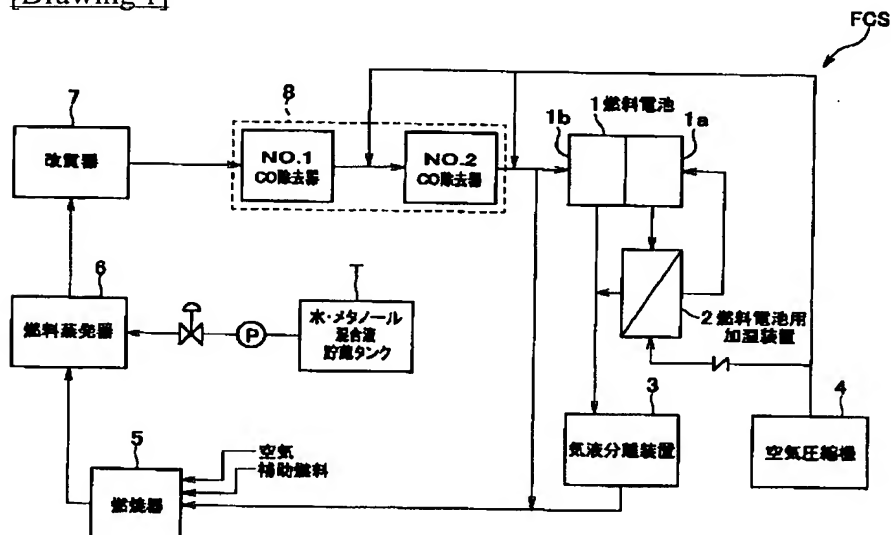 [Drawing 1]
FCS
8
7
1燃料電池
1b
1a
改質器
NO.1
CO除去器
NO.2
CO除去器
6
T
燃料蒸発器
P
水・メタノール
混合液
貯蔵タンク
2燃料電池用
加湿装置
3
4
5
空気
補助燃料
気液分離装置
空気圧縮機
燃焼器